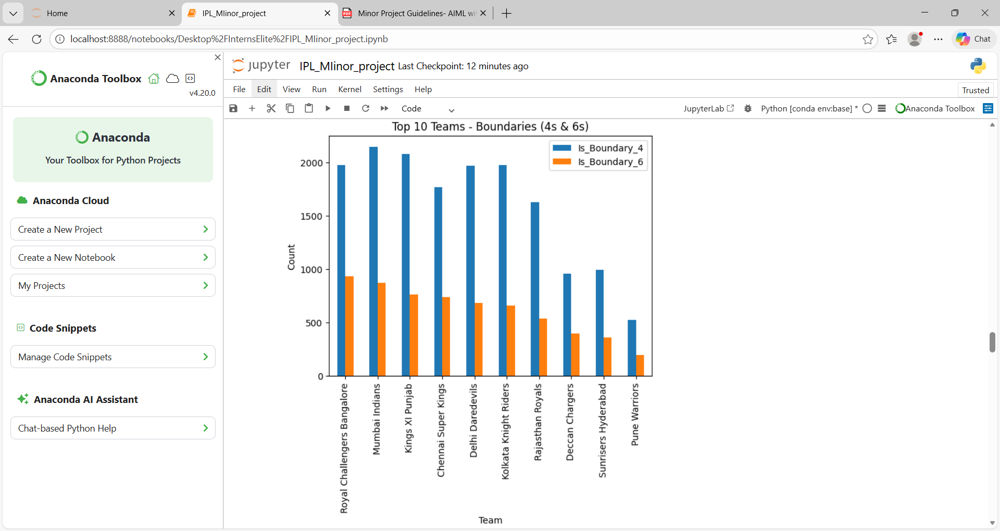 Home
IPL_MIinor_project
Minor Project Guidelines- AIML wi
localhost:8888/notebooks/Desktop%2FInternsElite%2FIPL_MIinor_project.ipynb
Chat
Anaconda Toolbox
v4.20.0
Anaconda
Your Toolbox for Python Projects
Anaconda Cloud
Create a New Project
Create a New Notebook
My Projects
Code Snippets
Manage Code Snippets
Anaconda AI Assistant
Chat-based Python Help
jupyter IPL_MIinor_project Last Checkpoint: 12 minutes ago
File Edit View Run Kernel Settings Help
Trusted
Code
JupyterLab
Python [conda env:base] *
Anaconda Toolbox
Top 10 Teams - Boundaries (4s & 6s)
Is_Boundary_4
Is_Boundary_6
2000
1500
1000
500
0
Count
Royal Challengers Bangalore
Mumbai Indians
Kings XI Punjab
Chennai Super Kings
Delhi Daredevils
Kolkata Knight Riders
Rajasthan Royals
Deccan Chargers
Sunrisers Hyderabad
Pune Warriors
Team